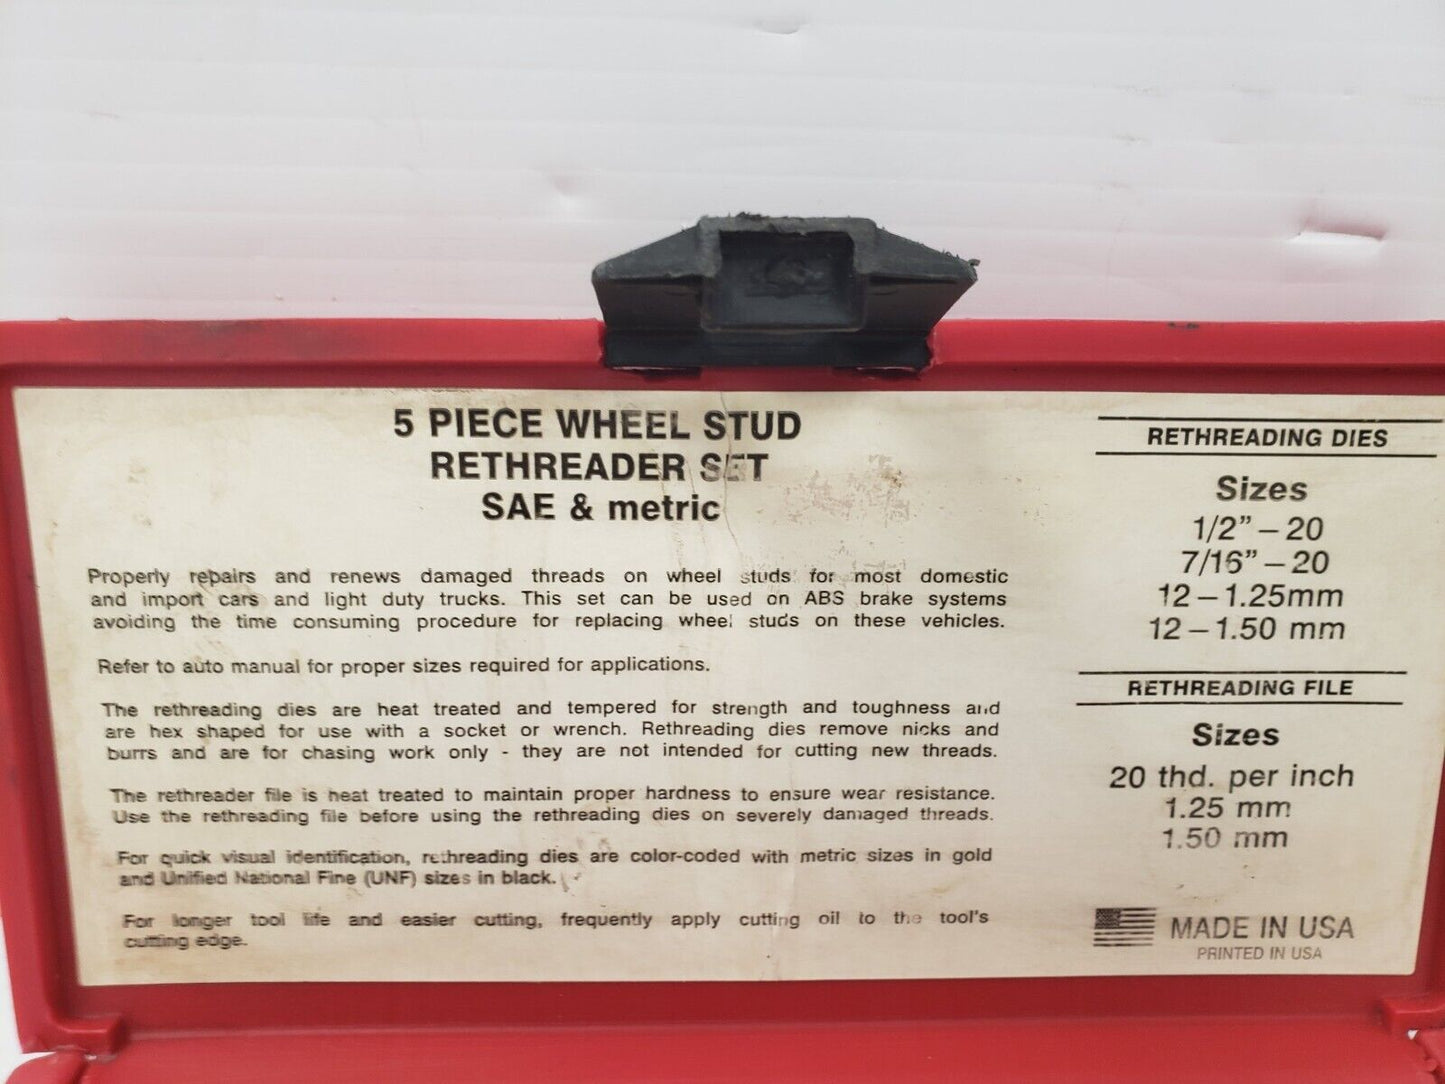 5 PIECE WHEEL STUD
RETHREADER SET
SAE & metric
Properly repairs and renews damaged threads on wheel studs for most domestic
and import cars and light duty trucks. This set can be used on ABS brake systems
avoiding the time consuming procedure for replacing wheel studs on these vehicles.
Refer to auto manual for proper sizes required for applications.
The rethreading dies are heat treated and tempered for strength and toughness and
are hex shaped for use with a socket or wrench. Rethreading dies remove nicks and
burrs and are for chasing work only - they are not intended for cutting new threads.
The rethreader file is heat treated to maintain proper hardness to ensure wear resistance.
Use the rethreading file before using the rethreading dies on severely damaged threads.
For quick visual identification, rethreading dies are color-coded with metric sizes in gold
and Unified National Fine (UNF) sizes in black.
For longer tool life and easier cutting, frequently apply cutting oil to the tool's
cutting edge.
RETHREADING DIES
Sizes
1/2” – 20
7/16” – 20
12 – 1.25mm
12 – 1.50 mm
RETHREADING FILE
Sizes
20 thd. per inch
1.25 mm
1.50 mm
MADE IN USA
PRINTED IN USA